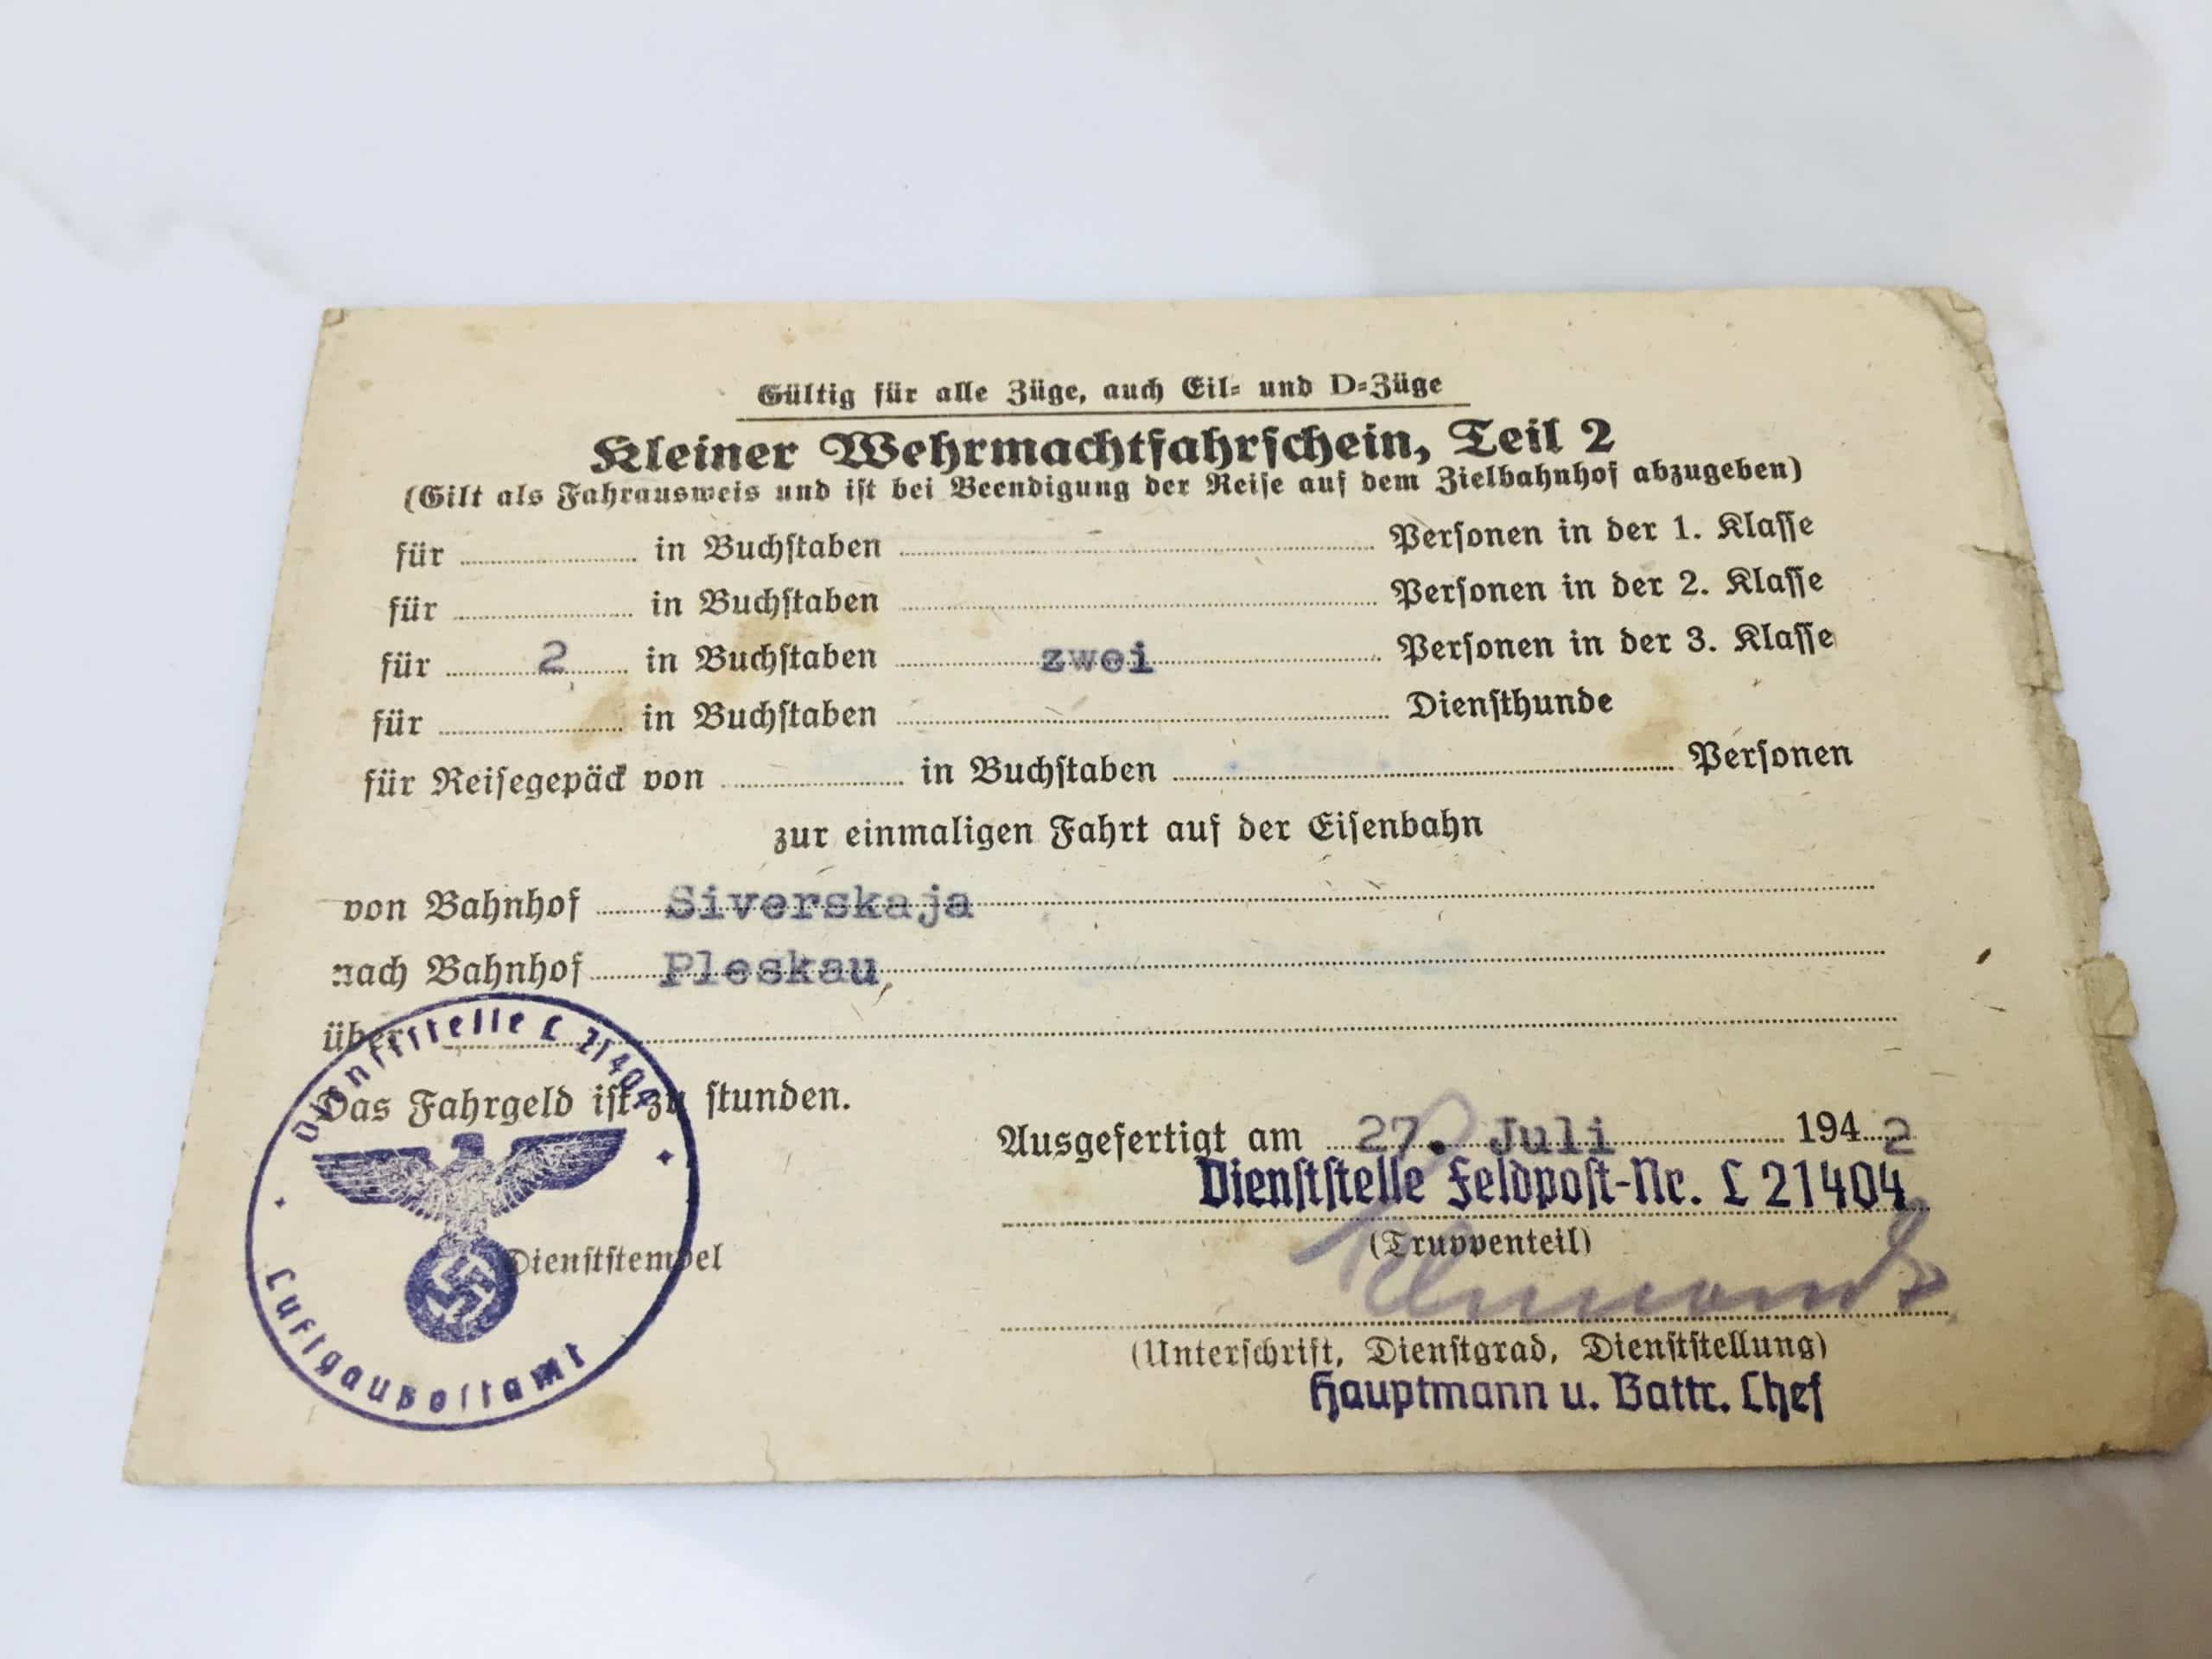 Gültig für alle Züge, auch Eil- und D-Züge
Kleiner Wehrmachtfahrschein, Teil 2
(Gilt als Fahrausweis und ist bei Beendigung der Reise auf dem Zielbahnhof abzugeben)
für 2 in Buchstaben zwei Personen in der 3. Klasse
für in Buchstaben Personen in der 1. Klasse
für in Buchstaben Personen in der 2. Klasse
für in Buchstaben Diensthunde
für Reisegepäck von in Buchstaben Personen
zur einmaligen Fahrt auf der Eisenbahn
von Bahnhof Siverskaja
nach Bahnhof Pleskau,
über
Das Fahrgeld ist zu stunden.
Ausgefertigt am 27. Juli 1942
Dienststelle Feldpost-Nr. L 21404
(Truppenteil)
Dienststempel
(Unterschrift, Dienstgrad, Dienststellung)
Hauptmann u. Battr. Chef
Dienststelle L 21404
Luftgaupostamt